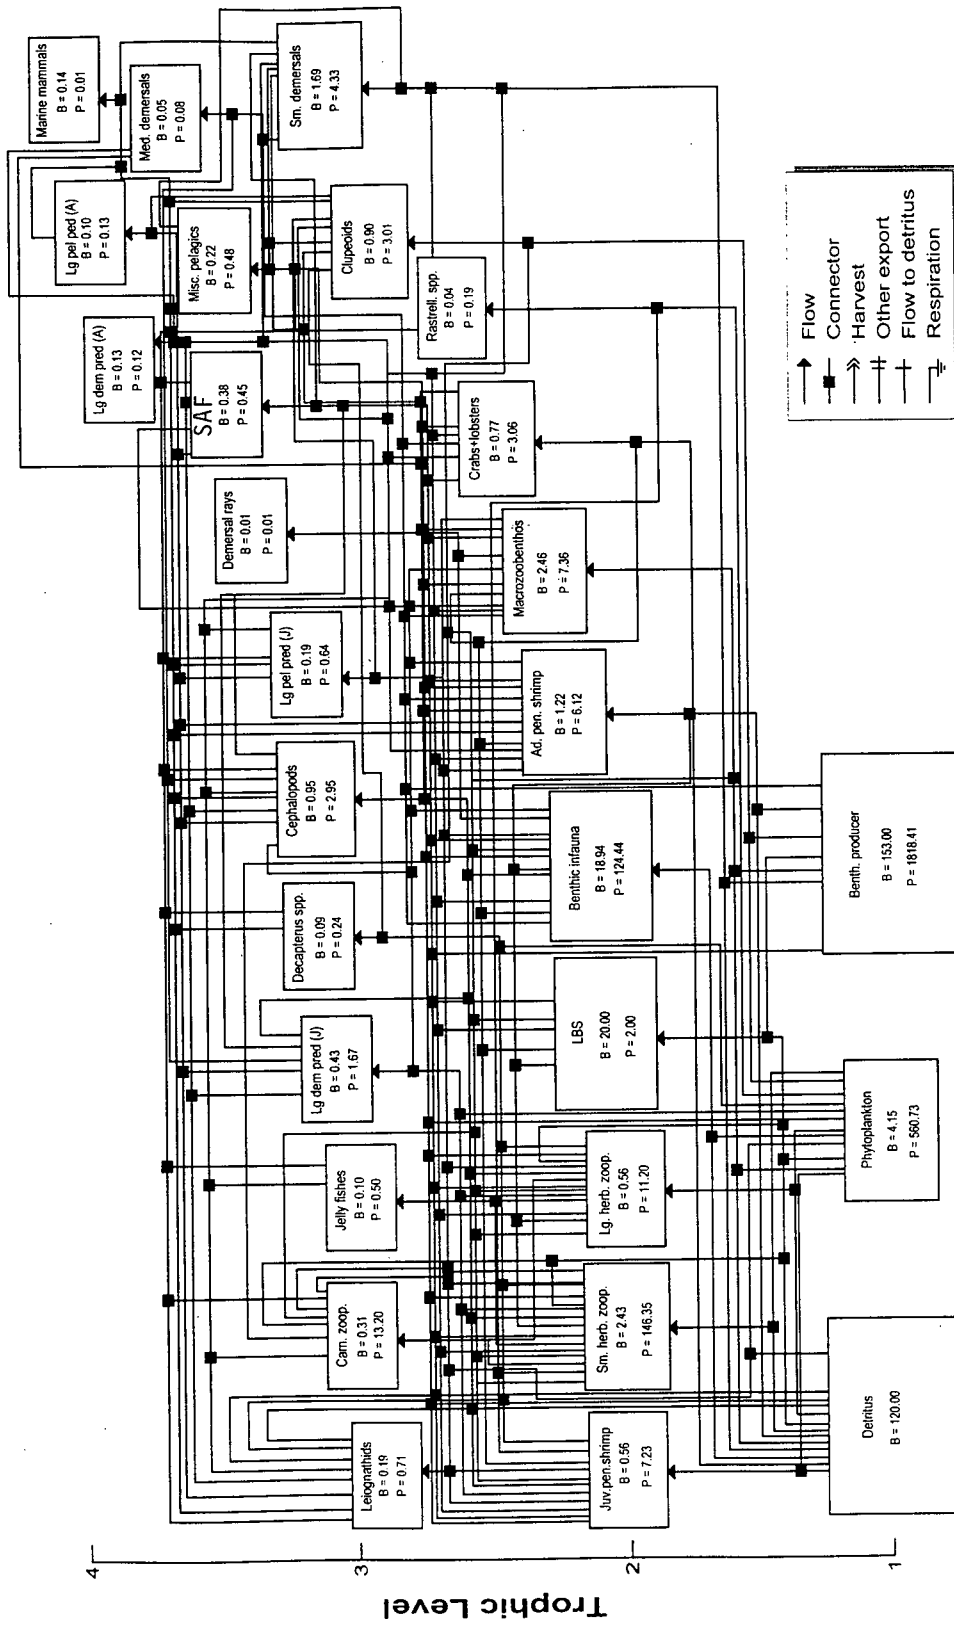 Marine mammals
B = 0.14
P = 0.01
Med. demersals
B = 0.05
P = 0.08
Sm. demersals
B = 1.69
P = 4.33
Lg pel ped (A)
B = 0.10
P = 0.13
Misc. pelagics
B = 0.22
P = 0.48
Clupeoids
B = 0.90
P = 3.01
Rastrell. spp.
B = 0.04
P = 0.19
Lg dem pred (A)
B = 0.13
P = 0.12
SAF
B = 0.38
P = 0.45
Crabs+lobsters
B = 0.77
P = 3.06
Demersal rays
B = 0.01
P = 0.01
Macrozoobenthos
B = 2.46
P = 7.36
Lg pel pred (J)
B = 0.19
P = 0.64
Ad. pen. shrimp
B = 1.22
P = 6.12
Cephalopods
B = 0.95
P = 2.95
Benthic infauna
B = 18.94
P = 124.44
Benth. producer
B = 153.00
P = 1818.41
Decapterus spp.
B = 0.09
P = 0.24
LBS
B = 20.00
P = 2.00
Lg dem pred (J)
B = 0.43
P = 1.67
Phytoplankton
B = 4.15
P = 560.73
Jelly fishes
B = 0.10
P = 0.50
Lg. herb. zoop.
B = 0.56
P = 11.20
Carn. zoop.
B = 0.31
P = 13.20
Sm. herb. zoop.
B = 2.43
P = 146.35
Leiognathids
B = 0.19
P = 0.71
Juv.pen.shrimp
B = 0.56
P = 7.23
Detritus
B = 120.00
Flow
Connector
Harvest
Other export
Flow to detritus
Respiration
4
3
2
1
Trophic Level